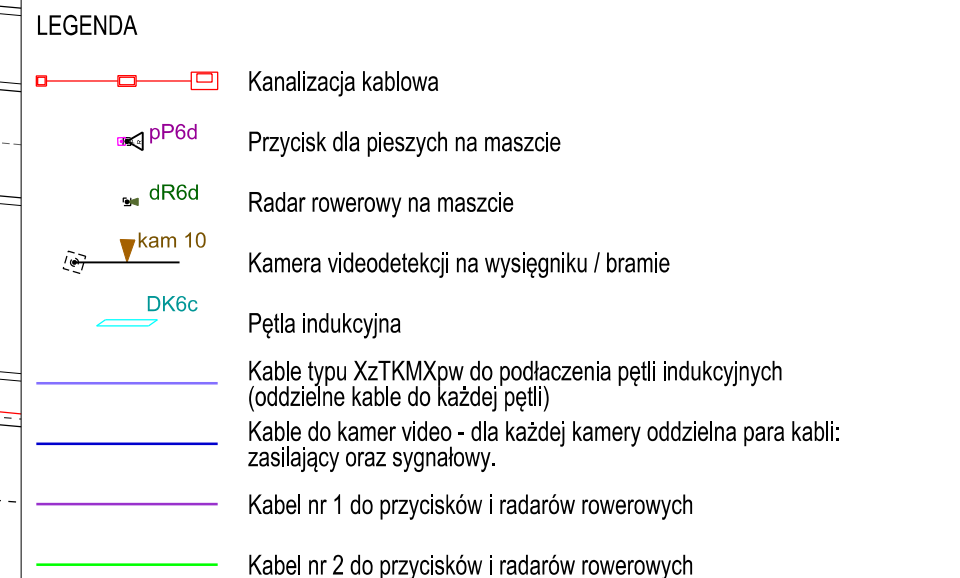 LEGENDA
Kanalizacja kablowa
pP6d
Przycisk dla pieszych na maszcie
dR6d
Radar rowerowy na maszcie
kam 10
Kamera videodetekcji na wysięgniku / bramie
DK6c
Pętla indukcyjna
Kable typu XzTKMXpw do podłaczenia pętli indukcyjnych
(oddzielne kable do każdej pętli)
Kable do kamer video - dla każdej kamery oddzielna para kabli:
zasilający oraz sygnałowy.
Kabel nr 1 do przycisków i radarów rowerowych
Kabel nr 2 do przycisków i radarów rowerowych